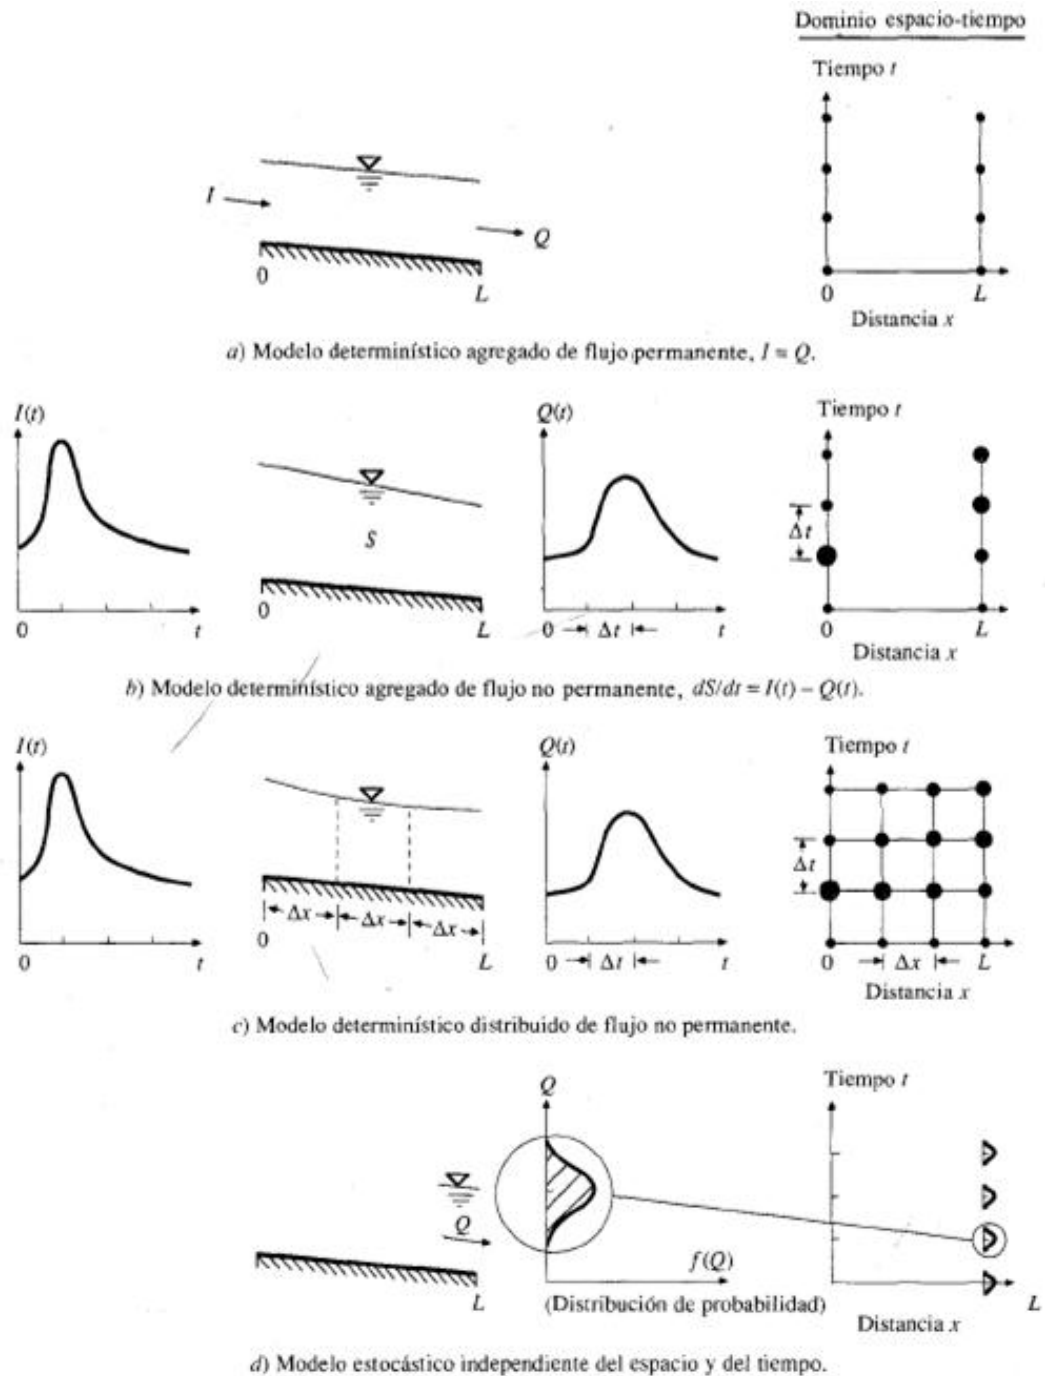 Dominio espacio-tiempo
Tiempo t
I
Q
0
L
0
L
Distancia x
a) Modelo determinístico agregado de flujo permanente, I = Q.
I(t)
Q(t)
Tiempo t
S
Δt
0
t
0
L
0
Δt
t
0
L
Distancia x
b) Modelo determinístico agregado de flujo no permanente, dS/dt = I(t) – Q(t).
I(t)
Q(t)
Tiempo t
Δt
Δx
Δx
Δx
0
t
0
L
0
Δt
t
0
Δx
L
Distancia x
c) Modelo determinístico distribuido de flujo no permanente.
Q
Tiempo t
Q
f(Q)
L
(Distribución de probabilidad)
L
Distancia x
d) Modelo estocástico independiente del espacio y del tiempo.